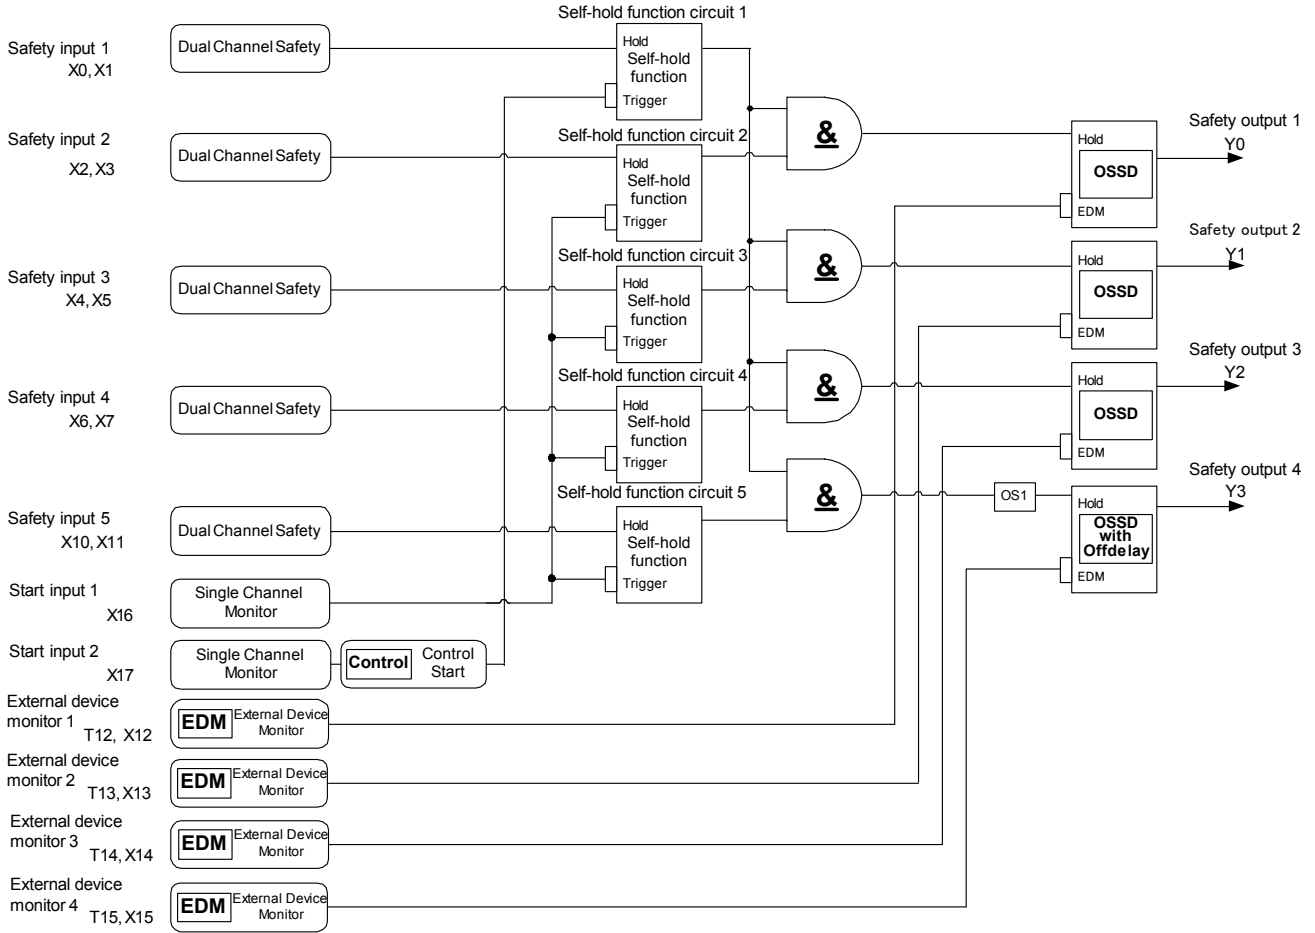 Self-hold function circuit 1
Safety input 1
X0, X1
Dual Channel Safety
Hold
Self-hold
function
Trigger
&
Safety output 1
Y0
Hold
OSSD
EDM
Safety input 2
X2, X3
Dual Channel Safety
Self-hold function circuit 2
Hold
Self-hold
function
Trigger
&
Safety output 2
Y1
Hold
OSSD
EDM
Safety input 3
X4, X5
Dual Channel Safety
Self-hold function circuit 3
Hold
Self-hold
function
Trigger
&
Safety output 3
Y2
Hold
OSSD
EDM
Safety input 4
X6, X7
Dual Channel Safety
Self-hold function circuit 4
Hold
Self-hold
function
Trigger
&
OS1
Safety output 4
Y3
Hold
OSSD
with
Offdelay
EDM
Safety input 5
X10, X11
Dual Channel Safety
Self-hold function circuit 5
Hold
Self-hold
function
Trigger
Start input 1
X16
Single Channel
Monitor
Start input 2
X17
Single Channel
Monitor
Control
Control
Start
External device
monitor 1
T12, X12
EDM
External Device
Monitor
External device
monitor 2
T13, X13
EDM
External Device
Monitor
External device
monitor 3
T14, X14
EDM
External Device
Monitor
External device
monitor 4
T15, X15
EDM
External Device
Monitor